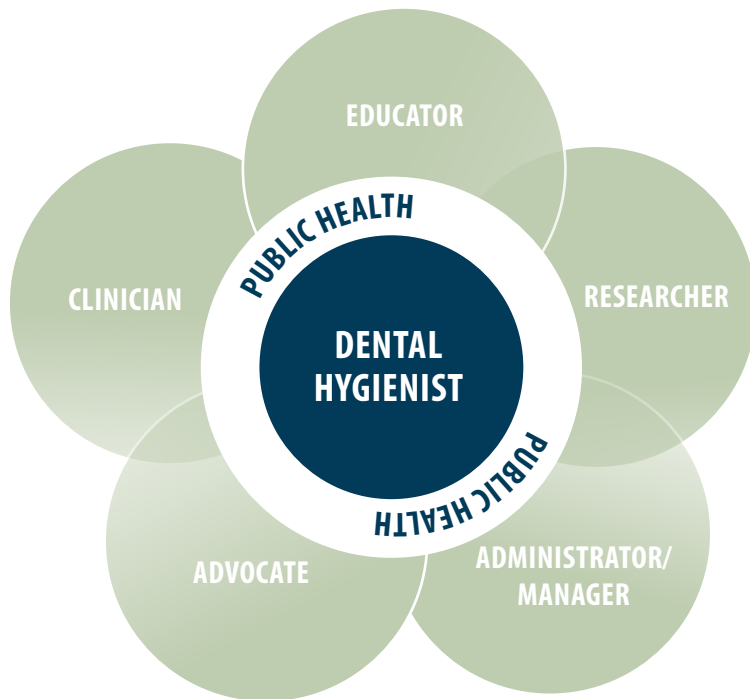 EDUCATOR
PUBLIC HEALTH
CLINICIAN
RESEARCHER
DENTAL
HYGIENIST
PUBLIC HEALTH
ADVOCATE
ADMINISTRATOR/
MANAGER